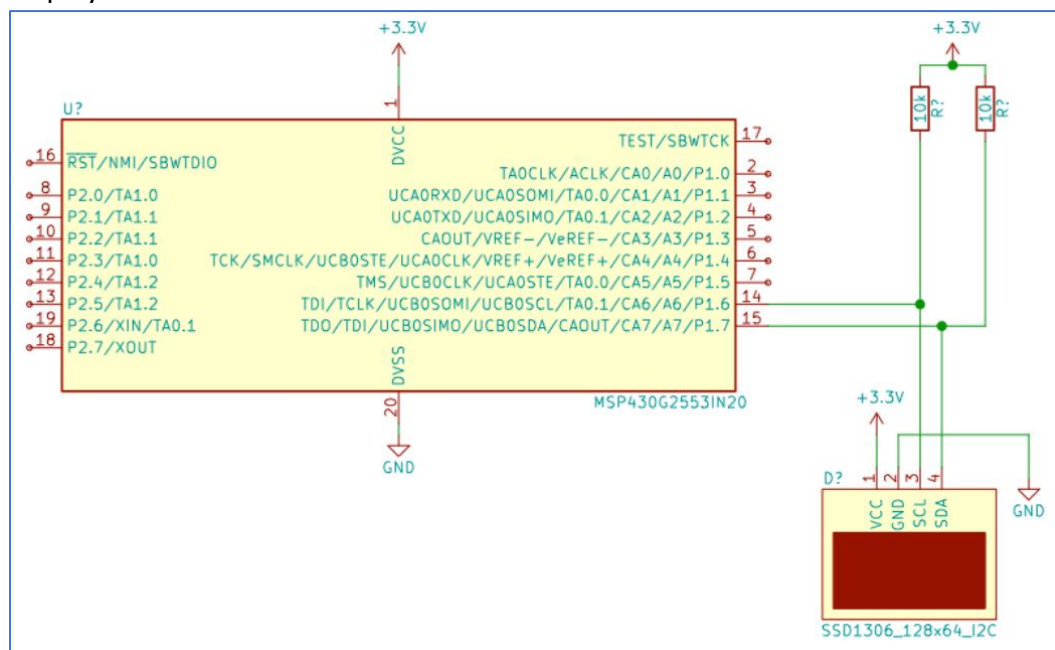 +3.3V
+3.3V
U?
1
DVCC
10k
R?
10k
R?
16
RST/NMI/SBWTDIO
TEST/SBWTCK
17
TA0CLK/ACLK/CA0/A0/P1.0
2
8
P2.0/TA1.0
UCA0RXD/UCA0SOMI/TA0.0/CA1/A1/P1.1
3
9
P2.1/TA1.1
UCA0TXD/UCA0SIMO/TA0.1/CA2/A2/P1.2
4
10
P2.2/TA1.1
CAOUT/VREF-/VeREF-/CA3/A3/P1.3
5
11
P2.3/TA1.0
TCK/SMCLK/UCB0STE/UCA0CLK/VREF+/VeREF+/CA4/A4/P1.4
6
12
P2.4/TA1.2
TMS/UCB0CLK/UCA0STE/TA0.0/CA5/A5/P1.5
7
13
P2.5/TA1.2
TDI/TCLK/UCB0SOMI/UCB0SCL/TA0.1/CA6/A6/P1.6
14
19
P2.6/XIN/TA0.1
TDO/TDI/UCB0SIMO/UCB0SDA/CAOUT/CA7/A7/P1.7
15
18
P2.7/XOUT
DVSS
20
MSP430G2553IN20
GND
+3.3V
D?
1
2
3
4
VCC
GND
SCL
SDA
GND
SSD1306_128x64_I2C